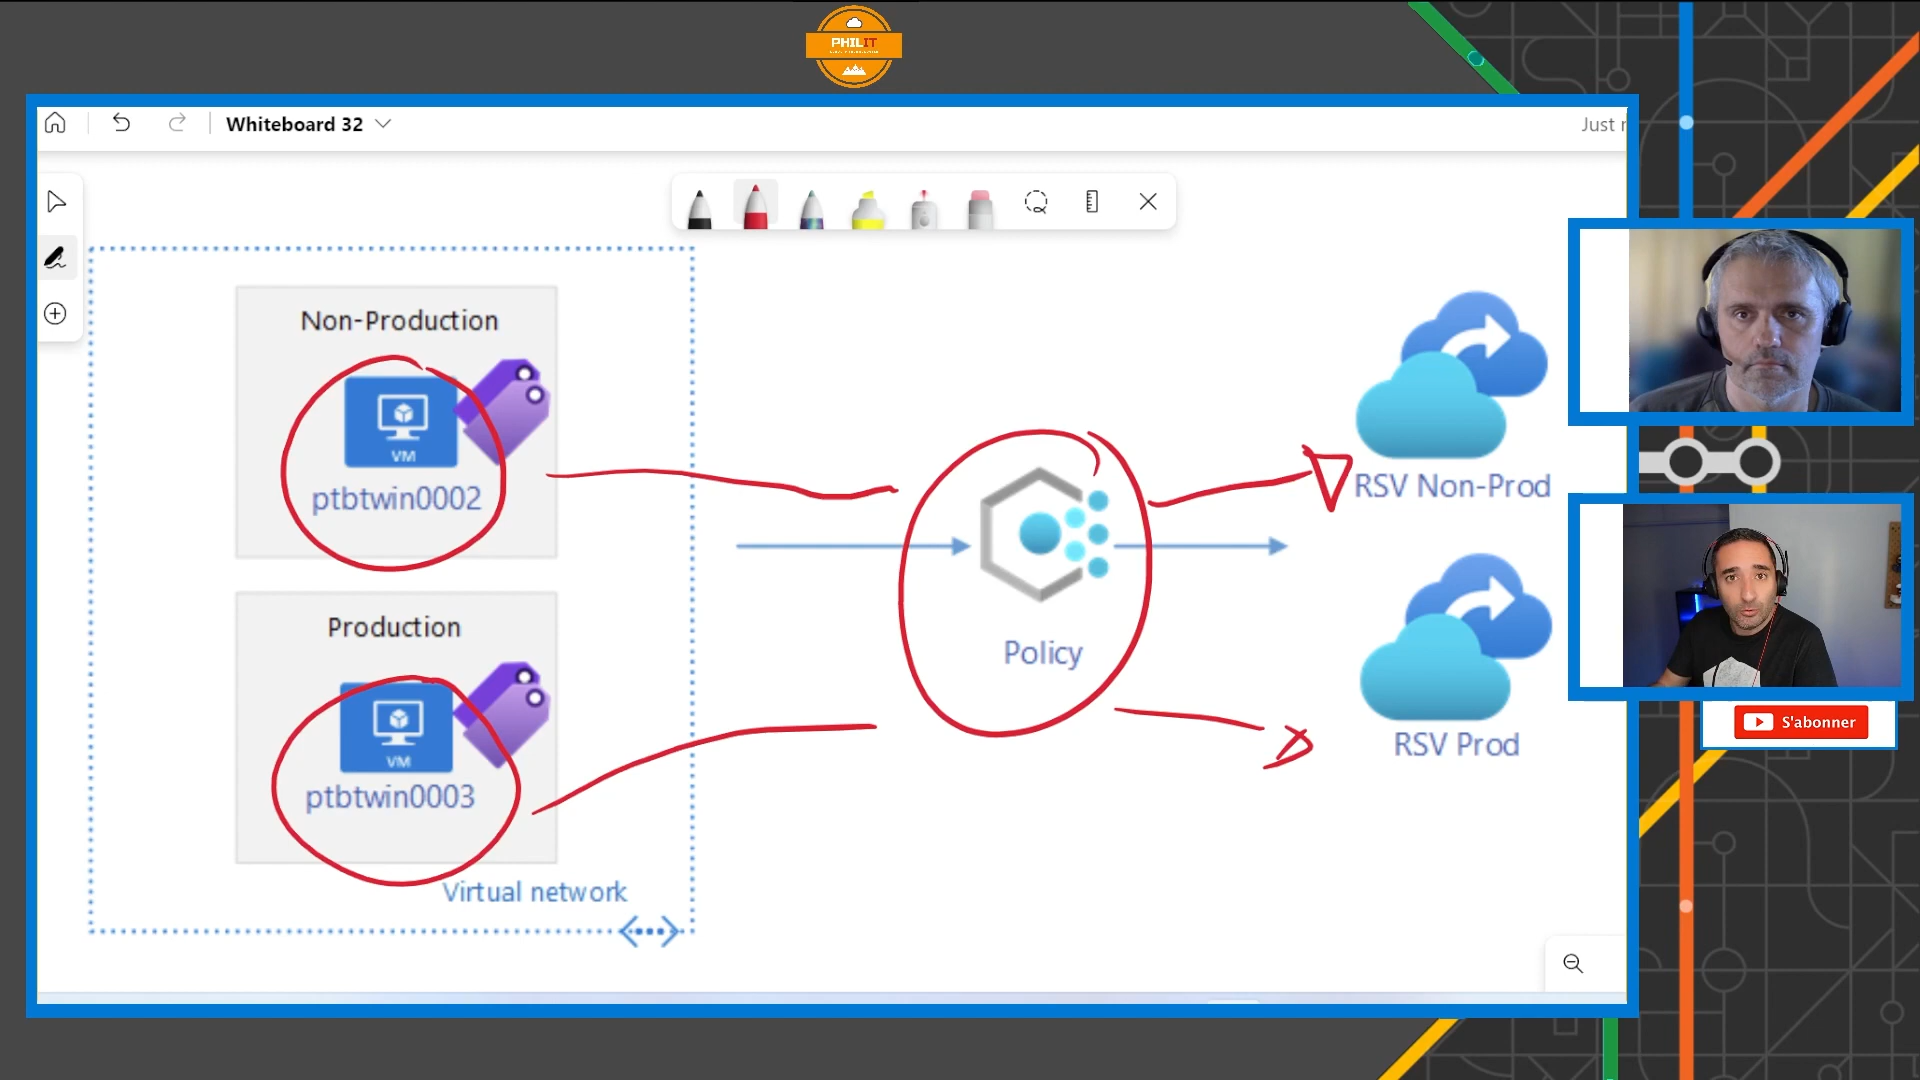 PHILIT
Whiteboard 32
Just
Non-Production
VM
ptbtwin0002
Production
VM
ptbtwin0003
Virtual network
Policy
RSV Non-Prod
RSV Prod
S'abonner